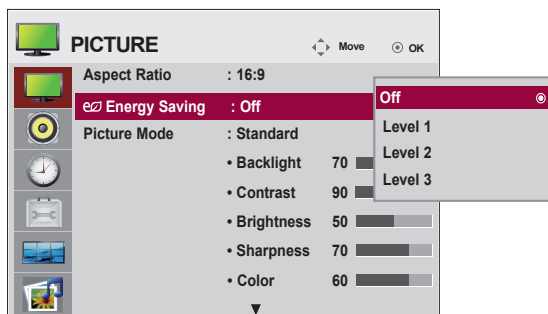 PICTURE
Move
OK
Aspect Ratio : 16:9
Energy Saving : Off
Picture Mode : Standard
• Backlight 70
• Contrast 90
• Brightness 50
• Sharpness 70
• Color 60
▼
Off
Level 1
Level 2
Level 3